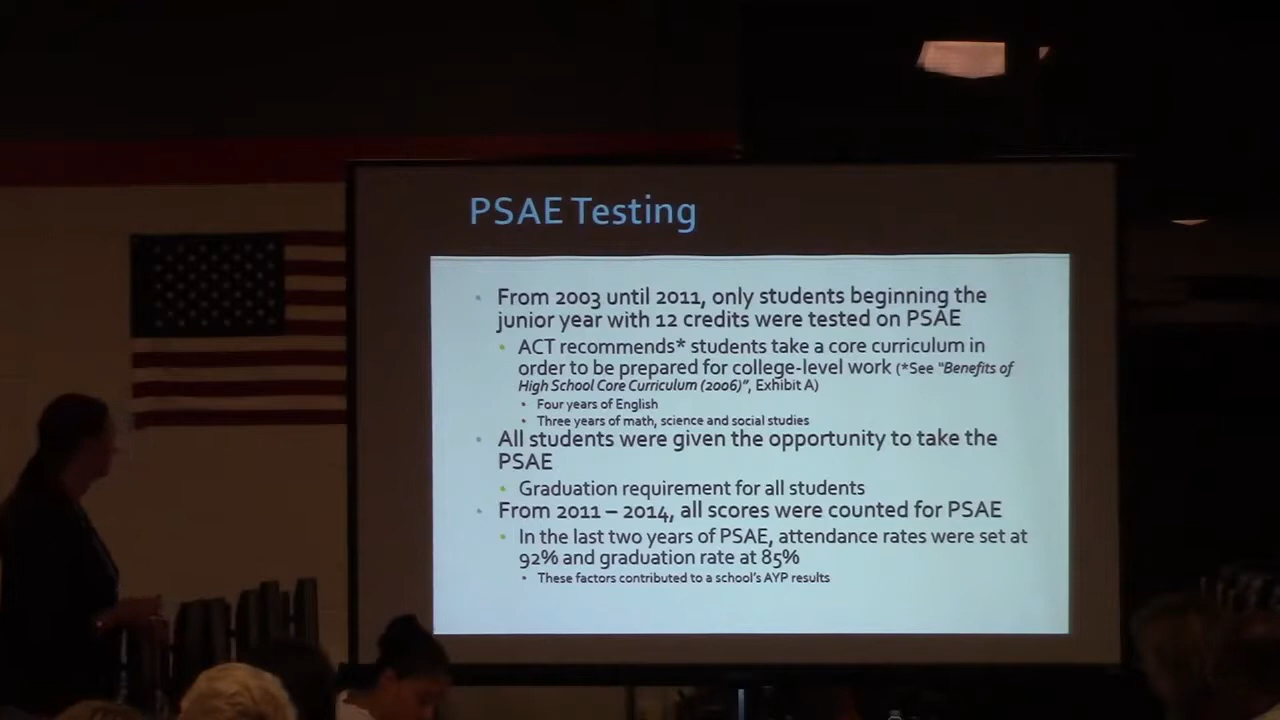 PSAE Testing
From 2003 until 2011, only students beginning the
junior year with 12 credits were tested on PSAE
ACT recommends* students take a core curriculum in
order to be prepared for college-level work (*See "Benefits of
High School Core Curriculum (2006)", Exhibit A)
Four years of English
Three years of math, science and social studies
All students were given the opportunity to take the
PSAE
Graduation requirement for all students
From 2011 – 2014, all scores were counted for PSAE
In the last two years of PSAE, attendance rates were set at
92% and graduation rate at 85%
These factors contributed to a school's AYP results